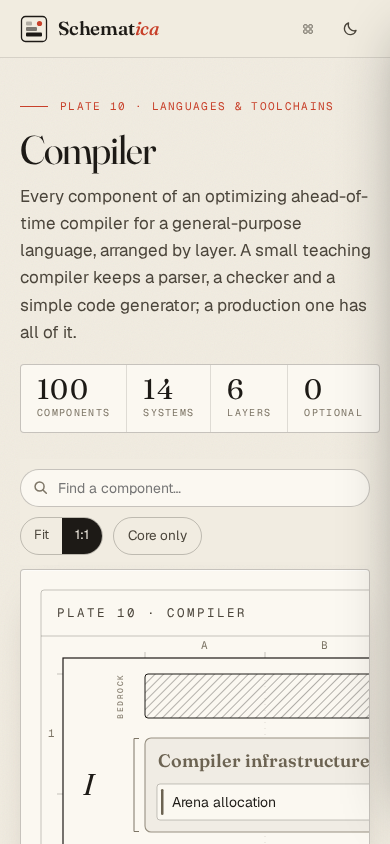 Schematica
PLATE 10 · LANGUAGES & TOOLCHAINS
Compiler
Every component of an optimizing ahead-of-
time compiler for a general-purpose
language, arranged by layer. A small teaching
compiler keeps a parser, a checker and a
simple code generator; a production one has
all of it.
100 14 6 0
COMPONENTS SYSTEMS LAYERS OPTIONAL
Find a component…
Fit 1:1 Core only
PLATE 10 · COMPILER
A B
BEDROCK
1
Compiler infrastructure
I
Arena allocation